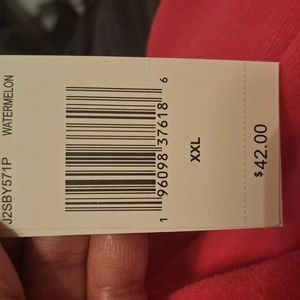 J2SBY571P WATERMELON
1 96098 37618 6
XXL
$42.00